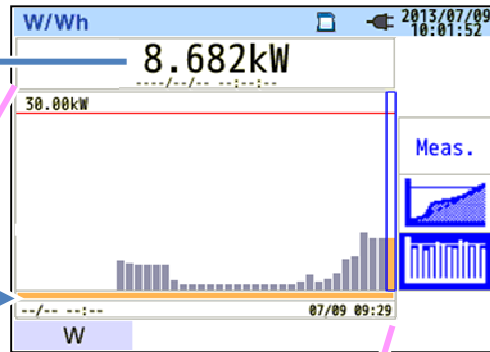 W/Wh
2013/07/09
10:01:52
8.682kW
----/--/-- --:--:--
30.00kW
Meas.
--/-- --:--
07/09 09:29
W